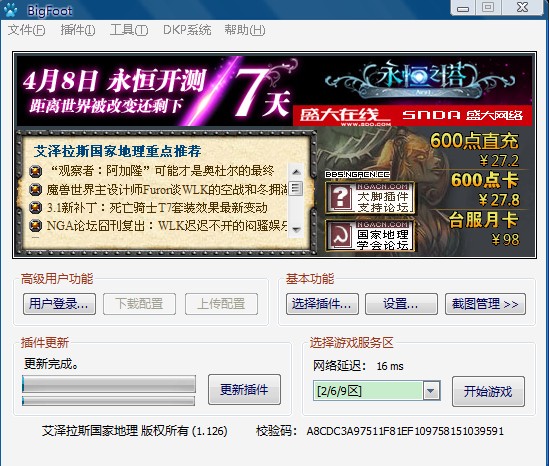 BigFoot
文件(F) 插件(I) 工具(T) DKP系统 帮助(H)
4月8日 永恒开测
距离世界被改变还剩下
7天
永恒之塔
Aion
盛大在线 SNDA 盛大网络
www.SDO.com
艾泽拉斯国家地理重点推荐
“观察者：阿加隆”可能才是奥杜尔的最终
魔兽世界主设计师Furor谈WLK的空战和冬拥湖
3.1新补丁：死亡骑士T7套装效果最新变动
NGA论坛囧刊复出：WLK迟迟不开的闷骚娱乐
BBS.NGACN.CC
NGACN.CC
大脚插件
支持论坛
NGACN.CC
国家地理
学会论坛
600点直充
¥27.2
600点卡
¥27.8
台服月卡
¥98
高级用户功能
用户登录... 下载配置 上传配置
基本功能
选择插件... 设置... 截图管理 >>
插件更新
更新完成。
更新插件
选择游戏服务区
网络延迟： 16 ms
[2/6/9区]
开始游戏
艾泽拉斯国家地理 版权所有 (1.126) 校验码： A8CDC3A97511F81EF109758151039591